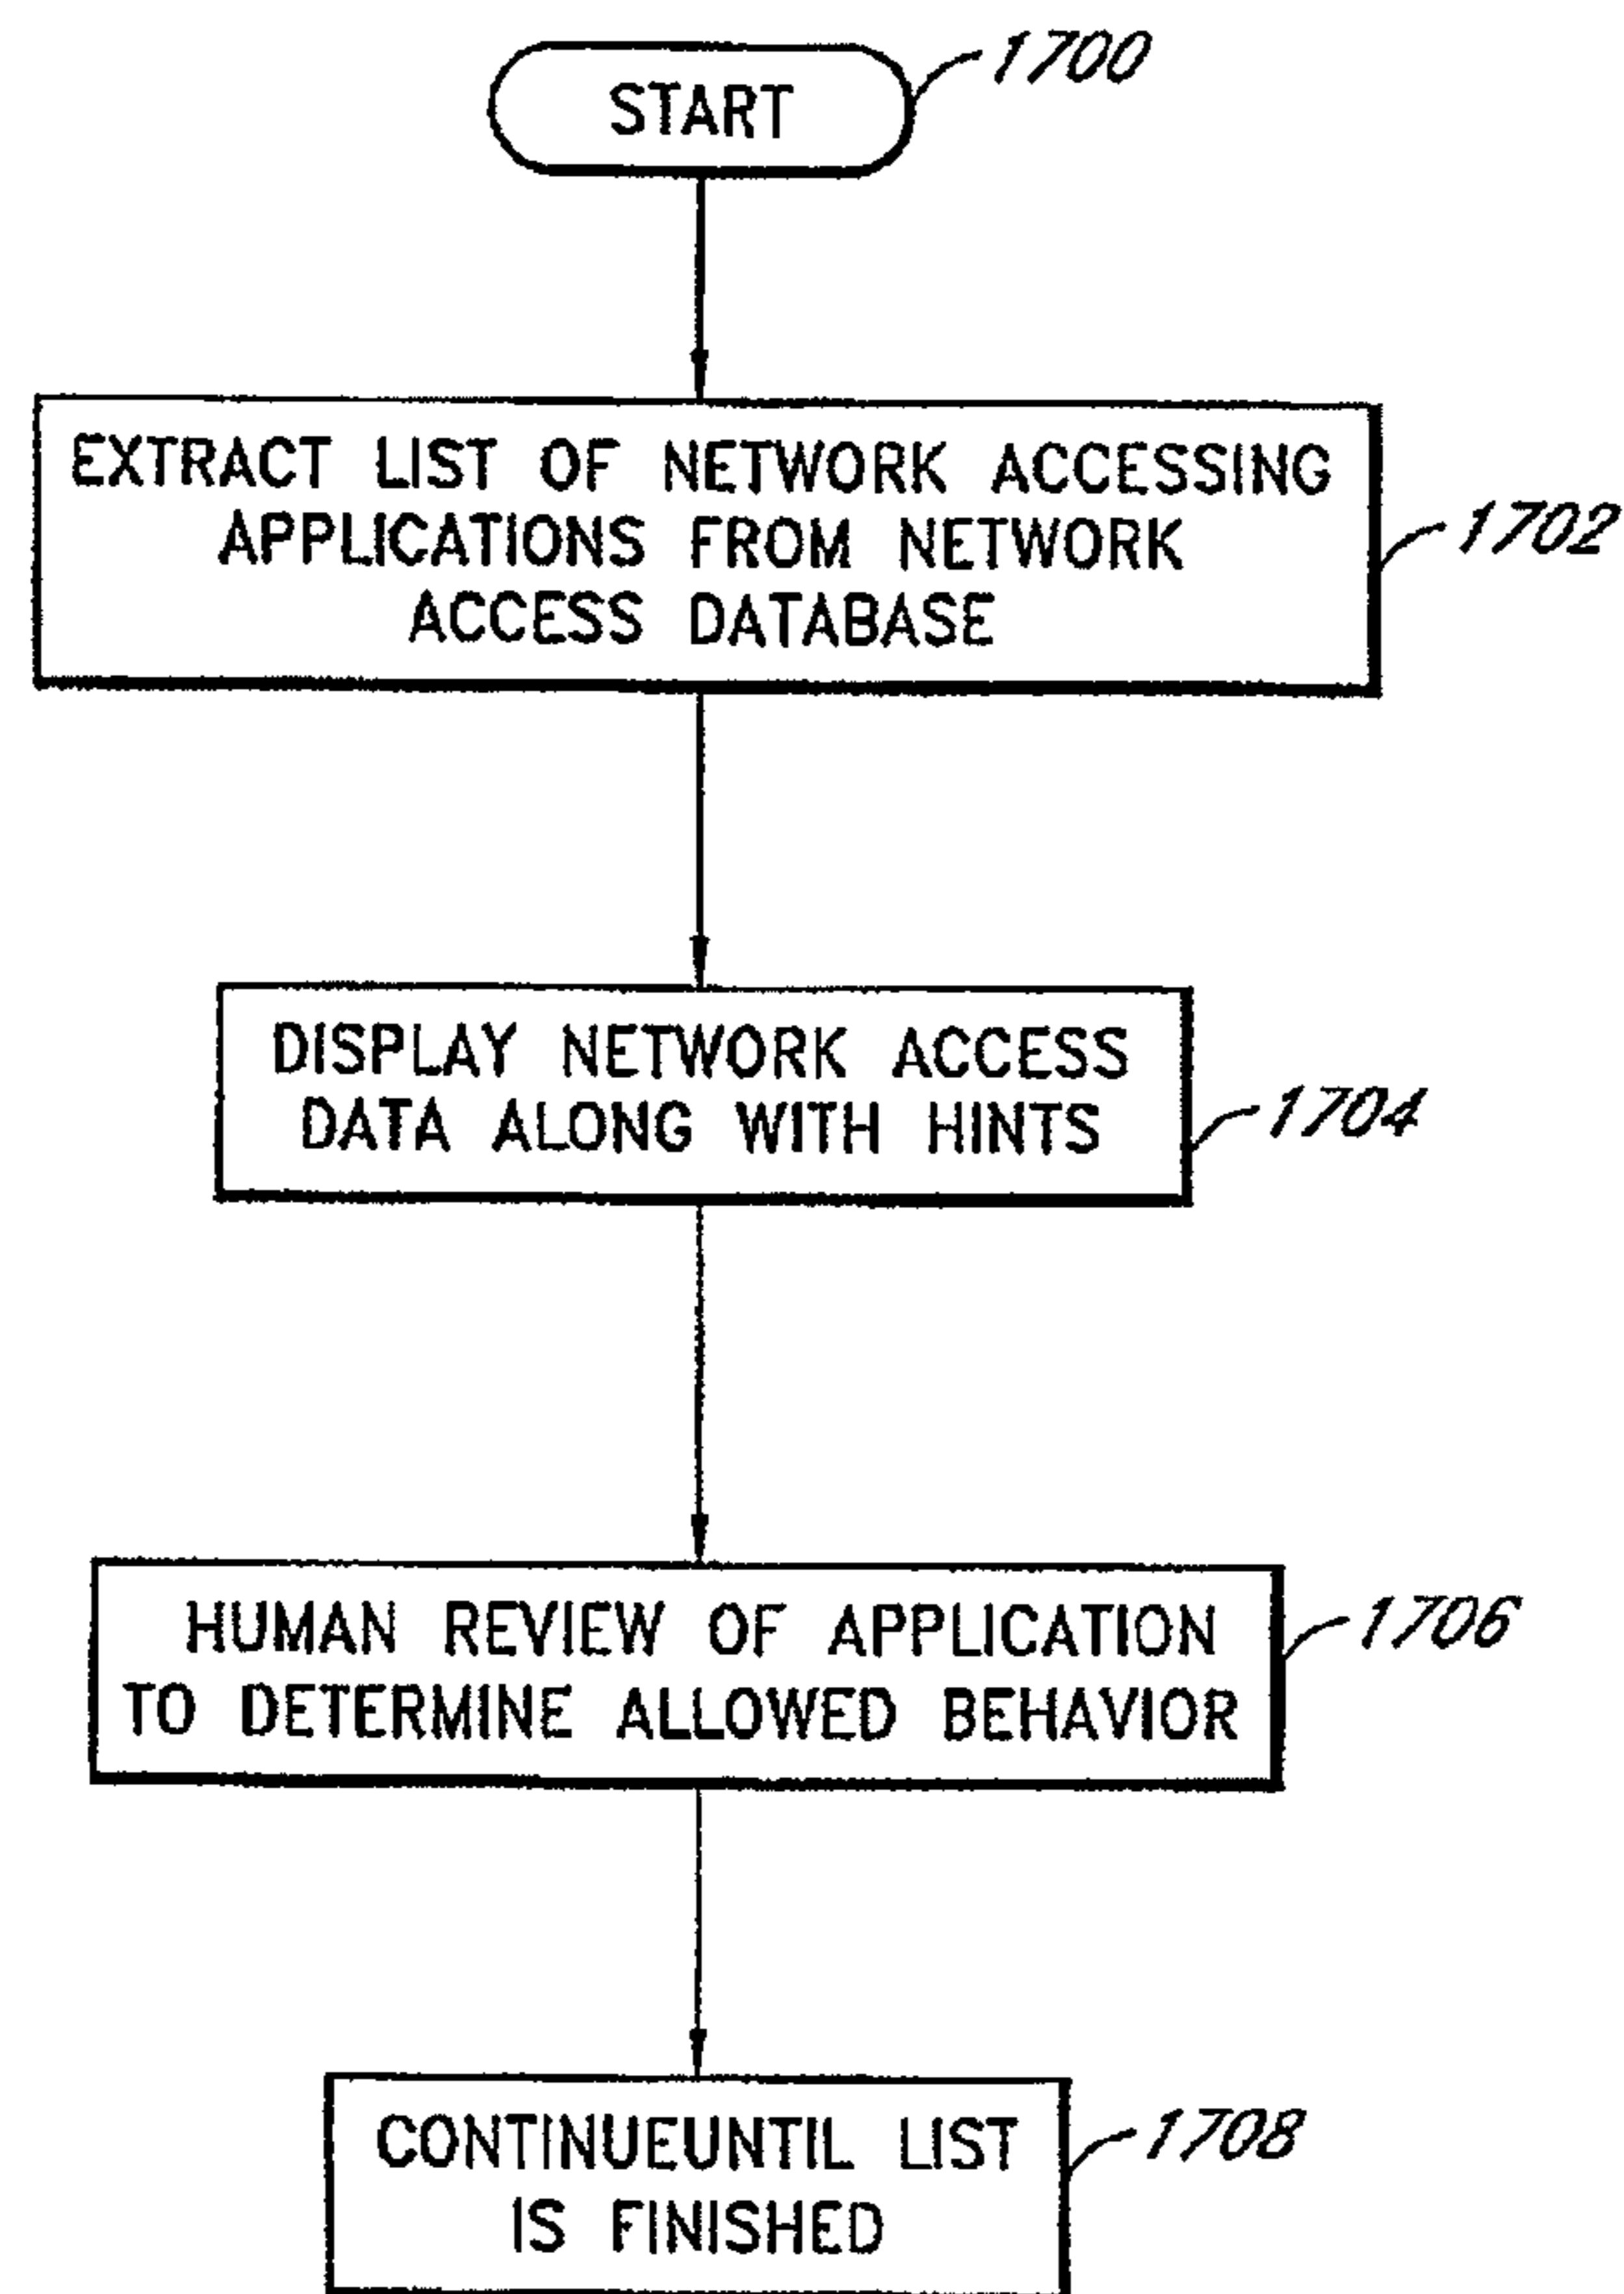 START
1700
EXTRACT LIST OF NETWORK ACCESSING
APPLICATIONS FROM NETWORK
ACCESS DATABASE
1702
DISPLAY NETWORK ACCESS
DATA ALONG WITH HINTS
1704
HUMAN REVIEW OF APPLICATION
TO DETERMINE ALLOWED BEHAVIOR
1706
CONTINUEUNTIL LIST
IS FINISHED
1708